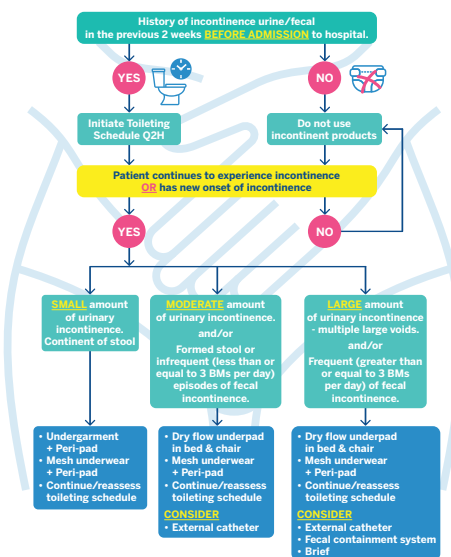 History of incontinence urine/fecal
in the previous 2 weeks BEFORE ADMISSION to hospital.
YES
NO
Initiate Toileting
Schedule Q2H
Do not use
incontinent products
Patient continues to experience incontinence
OR has new onset of incontinence
YES
NO
SMALL amount
of urinary
incontinence.
Continent of stool
MODERATE amount
of urinary incontinence.
and/or
Formed stool or
infrequent (less than or
equal to 3 BMs per day)
episodes of fecal
incontinence.
LARGE amount
of urinary incontinence
- multiple large voids.
and/or
Frequent (greater than
or equal to 3 BMs
per day) of fecal
incontinence.
• Undergarment
+ Peri-pad
• Mesh underwear
+ Peri-pad
• Continue/reassess
toileting schedule
• Dry flow underpad
in bed & chair
• Mesh underwear
+ Peri-pad
• Continue/reassess
toileting schedule
CONSIDER
• External catheter
• Dry flow underpad
in bed & chair
• Mesh underwear
+ Peri-pad
• Continue/reassess
toileting schedule
CONSIDER
• External catheter
• Fecal containment system
• Brief